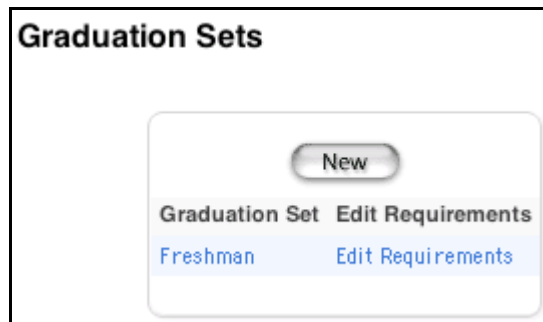 Graduation Sets
New
Graduation Set Edit Requirements
Freshman Edit Requirements